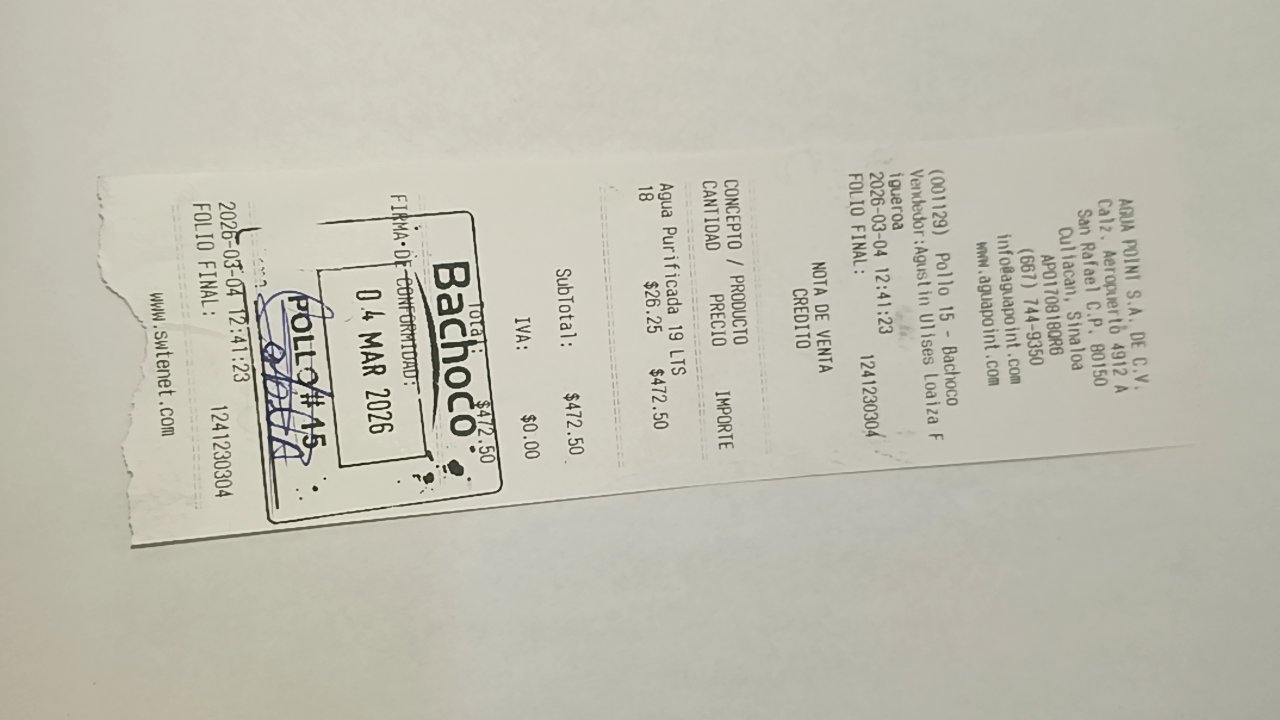 AGUA POINT S.A. DE C.V.
Calz. Aeropuerto 4912 A
San Rafael C.P. 80150
Culiacan, Sinaloa
APO170818QR6
(667) 744-9350
info@aguapoint.com
www.aguapoint.com
(001129) Pollo 15 - Bachoco
Vendedor:Agustin Ulises Loaiza F
igueroa
2026-03-04 12:41:23
FOLIO FINAL: 1241230304
NOTA DE VENTA
CREDITO
CONCEPTO / PRODUCTO
CANTIDAD PRECIO IMPORTE
Agua Purificada 19 LTS
18 $26.25 $472.50
SubTotal: $472.50
IVA: $0.00
Total: $472.50
Bachoco
FIRMA DE CONFORMIDAD:
04 MAR 2026
POLLO # 15
2026-03-04 12:41:23
FOLIO FINAL: 1241230304
www.swtenet.com